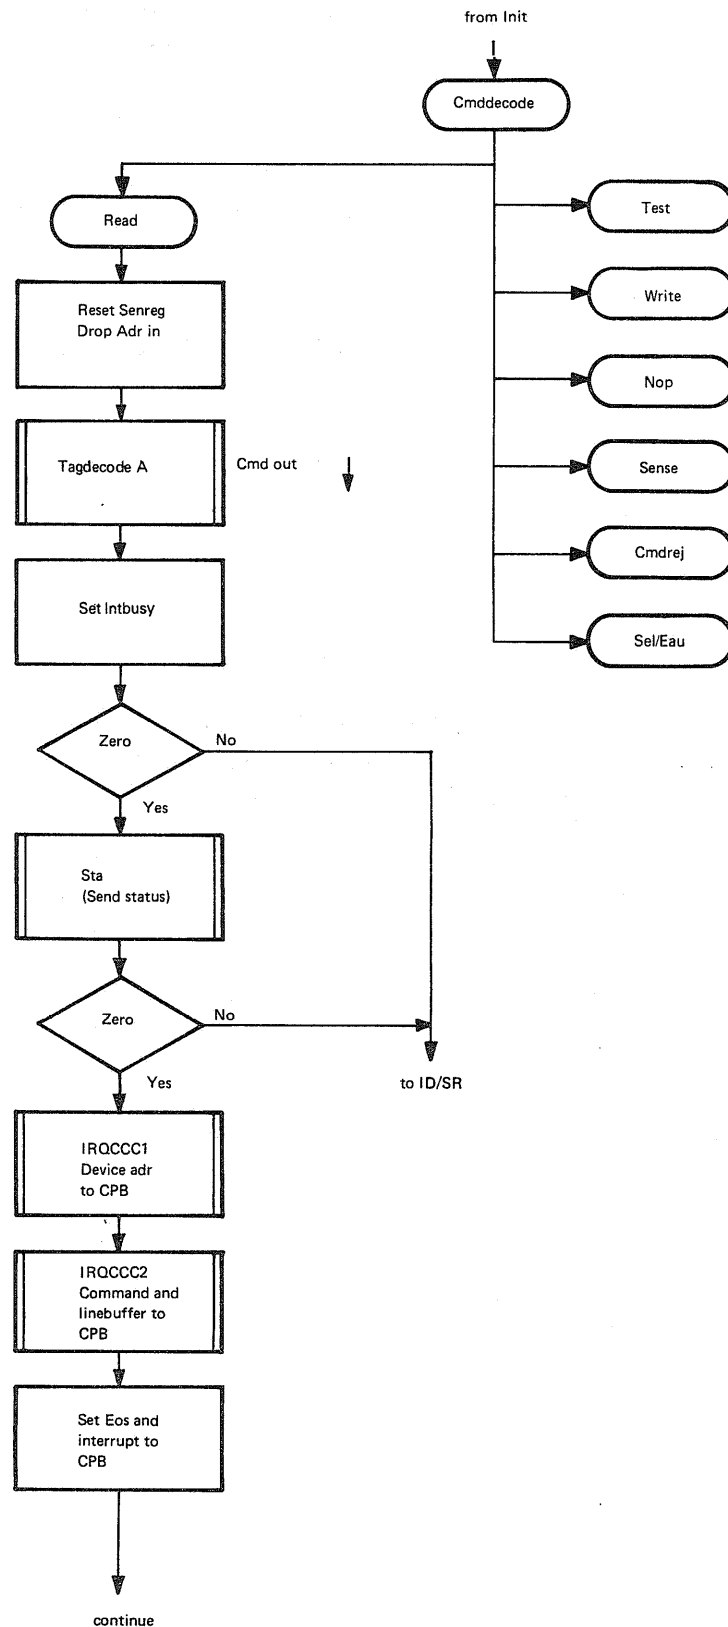 from Init
Cmddecode
Read
Test
Reset Senreg
Drop Adr in
Write
Nop
Tagdecode A
Cmd out
Sense
Cmdrej
Set Intbusy
Sel/Eau
Zero
No
Yes
Sta
(Send status)
Zero
No
Yes
to ID/SR
IRQCCC1
Device adr
to CPB
IRQCCC2
Command and
linebuffer to
CPB
Set Eos and
interrupt to
CPB
continue